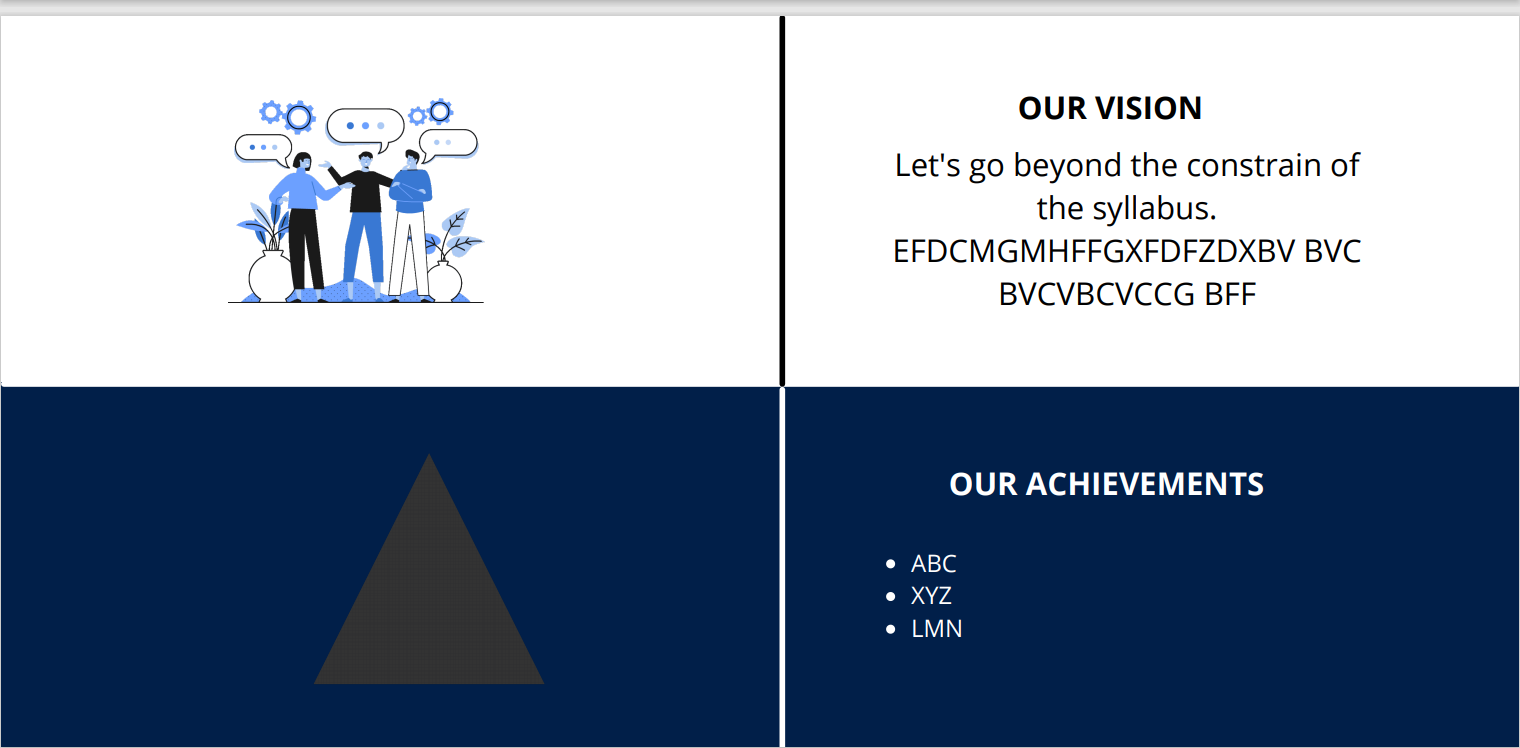 OUR VISION
Let's go beyond the constrain of
the syllabus.
EFDCMGMHFFGXFDFZDXBV BVC
BVCVBCVCCG BFF
OUR ACHIEVEMENTS
• ABC
• XYZ
• LMN